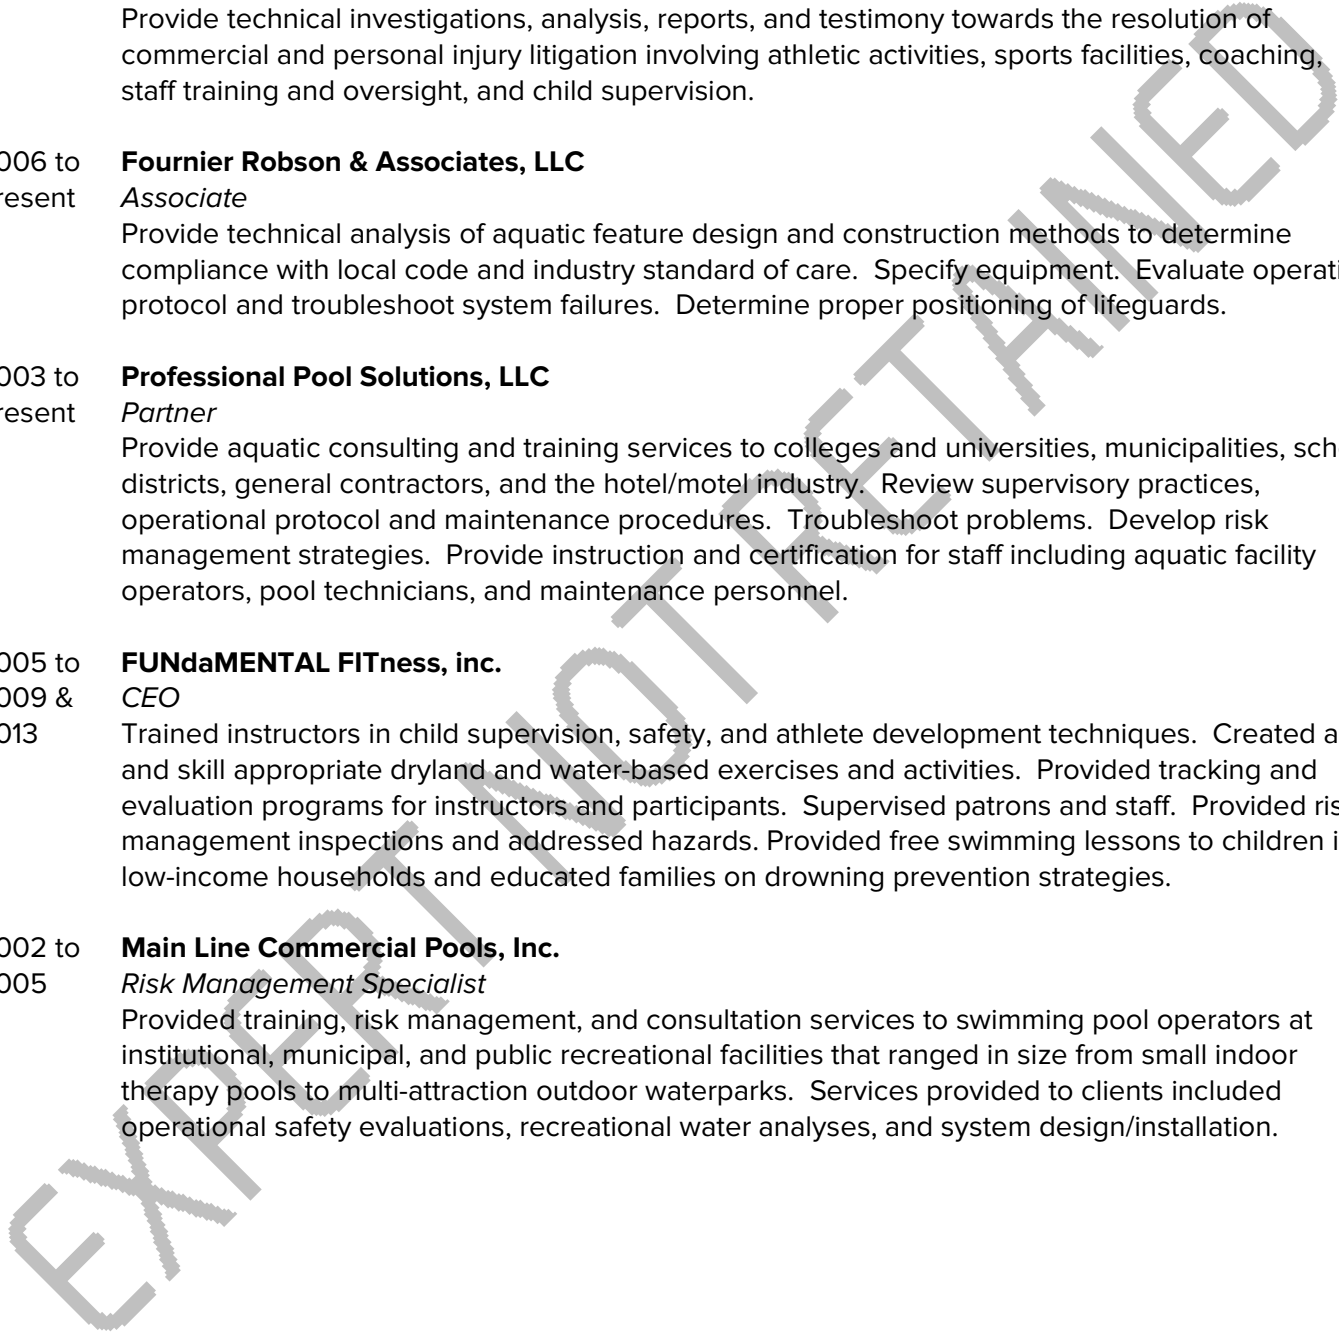 Provide technical investigations, analysis, reports, and testimony towards the resolution of
commercial and personal injury litigation involving athletic activities, sports facilities, coaching,
staff training and oversight, and child supervision.
006 to Fournier Robson & Associates, LLC
resent Associate
Provide technical analysis of aquatic feature design and construction methods to determine
compliance with local code and industry standard of care. Specify equipment. Evaluate operati
protocol and troubleshoot system failures. Determine proper positioning of lifeguards.
003 to Professional Pool Solutions, LLC
resent Partner
Provide aquatic consulting and training services to colleges and universities, municipalities, sch
districts, general contractors, and the hotel/motel industry. Review supervisory practices,
operational protocol and maintenance procedures. Troubleshoot problems. Develop risk
management strategies. Provide instruction and certification for staff including aquatic facility
operators, pool technicians, and maintenance personnel.
005 to FUNdaMENTAL FITness, inc.
009 & CEO
013 Trained instructors in child supervision, safety, and athlete development techniques. Created a
and skill appropriate dryland and water-based exercises and activities. Provided tracking and
evaluation programs for instructors and participants. Supervised patrons and staff. Provided ris
management inspections and addressed hazards. Provided free swimming lessons to children i
low-income households and educated families on drowning prevention strategies.
002 to Main Line Commercial Pools, Inc.
005 Risk Management Specialist
Provided training, risk management, and consultation services to swimming pool operators at
institutional, municipal, and public recreational facilities that ranged in size from small indoor
therapy pools to multi-attraction outdoor waterparks. Services provided to clients included
operational safety evaluations, recreational water analyses, and system design/installation.
EXPERT NOT RETAINED